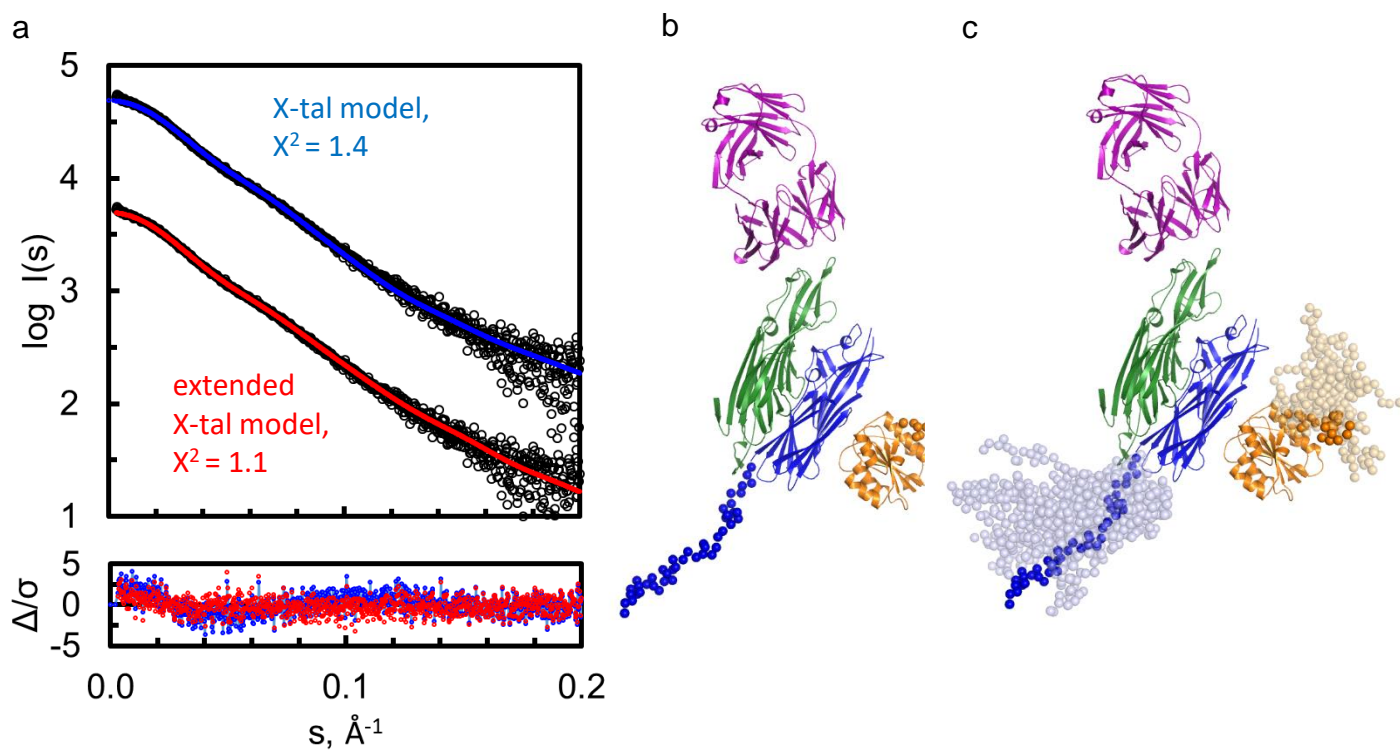 a
b
c
5
4
3
2
1
log I(s)
X-tal model,
X² = 1.4
extended
X-tal model,
X² = 1.1
5
0
-5
Δ/σ
0.0
0.1
0.2
s, Å⁻¹